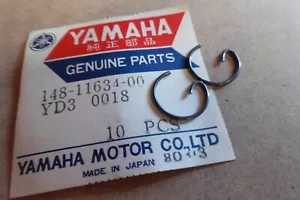 YAMAHA
純正部品
GENUINE PARTS
148-11634-00
YD3 0018
10 PCS
YAMAHA MOTOR CO.,LTD
MADE IN JAPAN